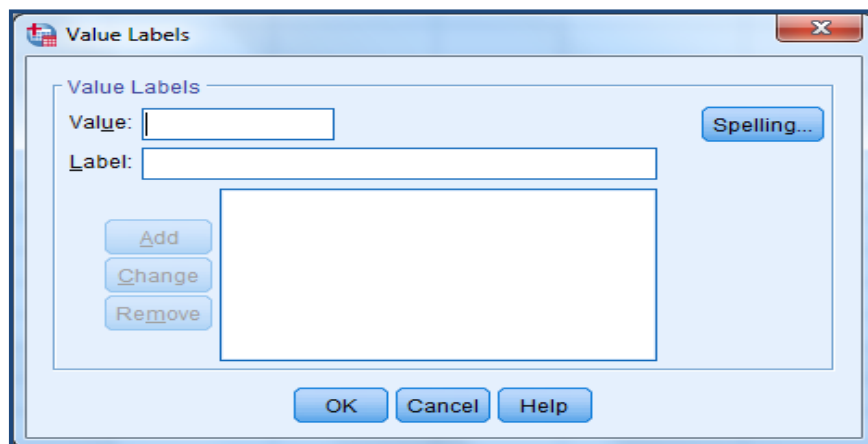 Value Labels
Value Labels
Value:
Spelling...
Label:
Add
Change
Remove
OK Cancel Help